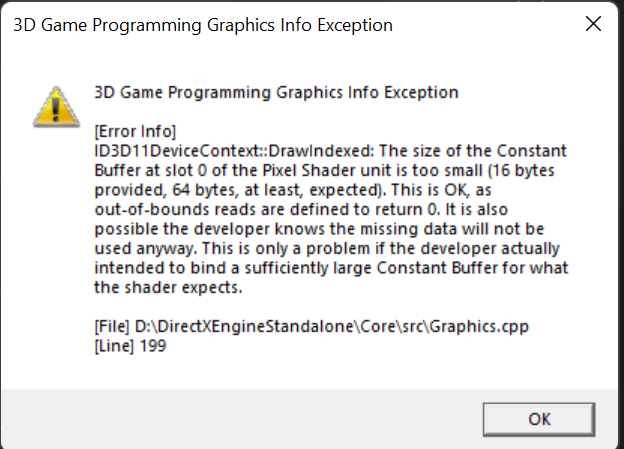 3D Game Programming Graphics Info Exception
3D Game Programming Graphics Info Exception
[Error Info]
ID3D11DeviceContext::DrawIndexed: The size of the Constant
Buffer at slot 0 of the Pixel Shader unit is too small (16 bytes
provided, 64 bytes, at least, expected). This is OK, as
out-of-bounds reads are defined to return 0. It is also
possible the developer knows the missing data will not be
used anyway. This is only a problem if the developer actually
intended to bind a sufficiently large Constant Buffer for what
the shader expects.
[File] D:\DirectXEngineStandalone\Core\src\Graphics.cpp
[Line] 199
OK